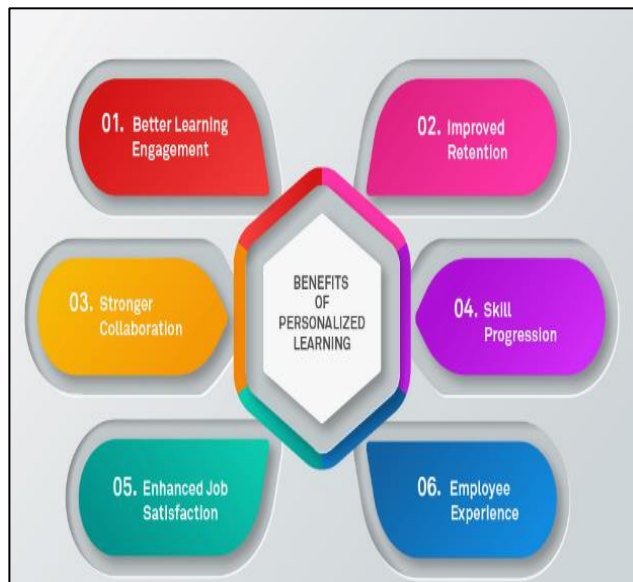 01. Better Learning
Engagement
02. Improved
Retention
BENEFITS
OF
PERSONALIZED
LEARNING
03. Stronger
Collaboration
04. Skill
Progression
05. Enhanced Job
Satisfaction
06. Employee
Experience